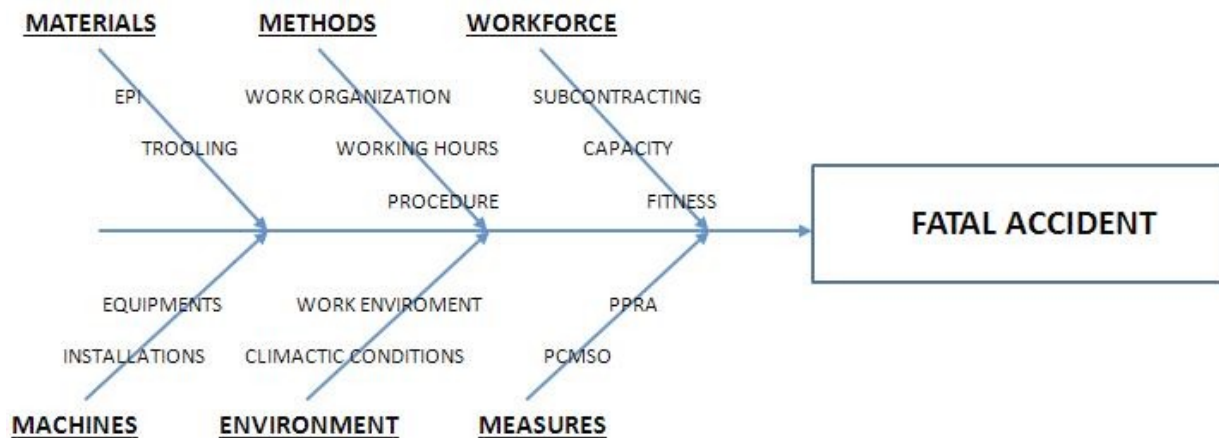 MATERIALS
METHODS
WORKFORCE
EPI
WORK ORGANIZATION
SUBCONTRACTING
TROOLING
WORKING HOURS
CAPACITY
PROCEDURE
FITNESS
FATAL ACCIDENT
EQUIPMENTS
WORK ENVIROMENT
PPRA
INSTALLATIONS
CLIMACTIC CONDITIONS
PCMSO
MACHINES
ENVIRONMENT
MEASURES